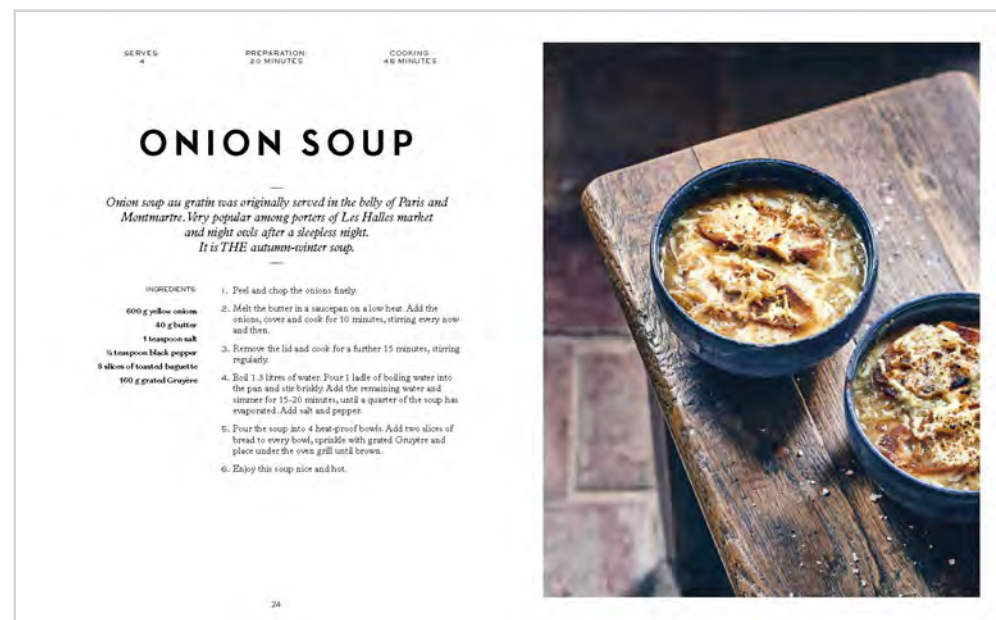 SERVES
4
PREPARATION
20 MINUTES
COOKING
45 MINUTES
ONION SOUP
Onion soup au gratin was originally served in the belly of Paris and
Montmartre. Very popular among porters of Les Halles market
and night owls after a sleepless night.
It is THE autumn-winter soup.
INGREDIENTS
600 g yellow onions
40 g butter
1 teaspoon salt
½ teaspoon black pepper
8 slices of toasted baguette
160 g grated Gruyère
1. Peel and chop the onions finely.
2. Melt the butter in a saucepan on a low heat. Add the
onions, cover and cook for 10 minutes, stirring every now
and then.
3. Remove the lid and cook for a further 15 minutes, stirring
regularly.
4. Boil 1.3 litres of water. Pour 1 ladle of boiling water into
the pan and stir briskly. Add the remaining water and
simmer for 15-20 minutes, until a quarter of the soup has
evaporated. Add salt and pepper.
5. Pour the soup into 4 heat-proof bowls. Add two slices of
bread to every bowl, sprinkle with grated Gruyère and
place under the oven grill until brown.
6. Enjoy this soup nice and hot.
24